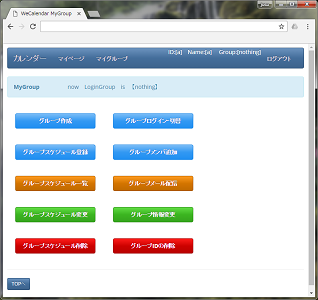 WeCalendar MyGroup
ID:[a] Name:[a] Group:[nothing]
カレンダー マイページ マイグループ ログアウト
MyGroup now LoginGroup is 【nothing】
グループ作成 グループログイン・切替
グループスケジュール登録 グループメンバ追加
グループスケジュール一覧 グループメール配信
グループスケジュール変更 グループ情報変更
グループスケジュール削除 グループIDの削除
TOPへ